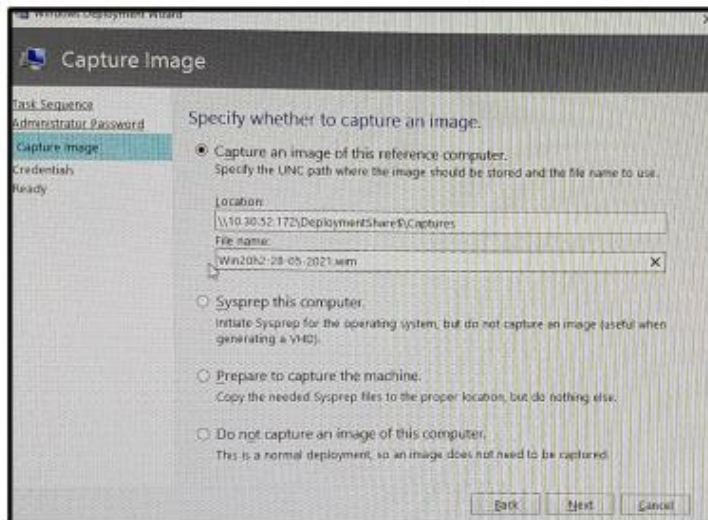 Windows Deployment Wizard
Capture Image
Task Sequence
Administrator Password
Capture Image
Credentials
Ready
Specify whether to capture an image.
Capture an image of this reference computer.
Specify the UNC path where the image should be stored and the file name to use.
Location:
\\10.30.52.172\DeploymentShare$\Captures
File name:
Win20h2-28-05-2021.wim
Sysprep this computer.
Initiate Sysprep for the operating system, but do not capture an image (useful when
generating a VHD).
Prepare to capture the machine.
Copy the needed Sysprep files to the proper location, but do nothing else.
Do not capture an image of this computer.
This is a normal deployment, so an image does not need to be captured.
Back Next Cancel